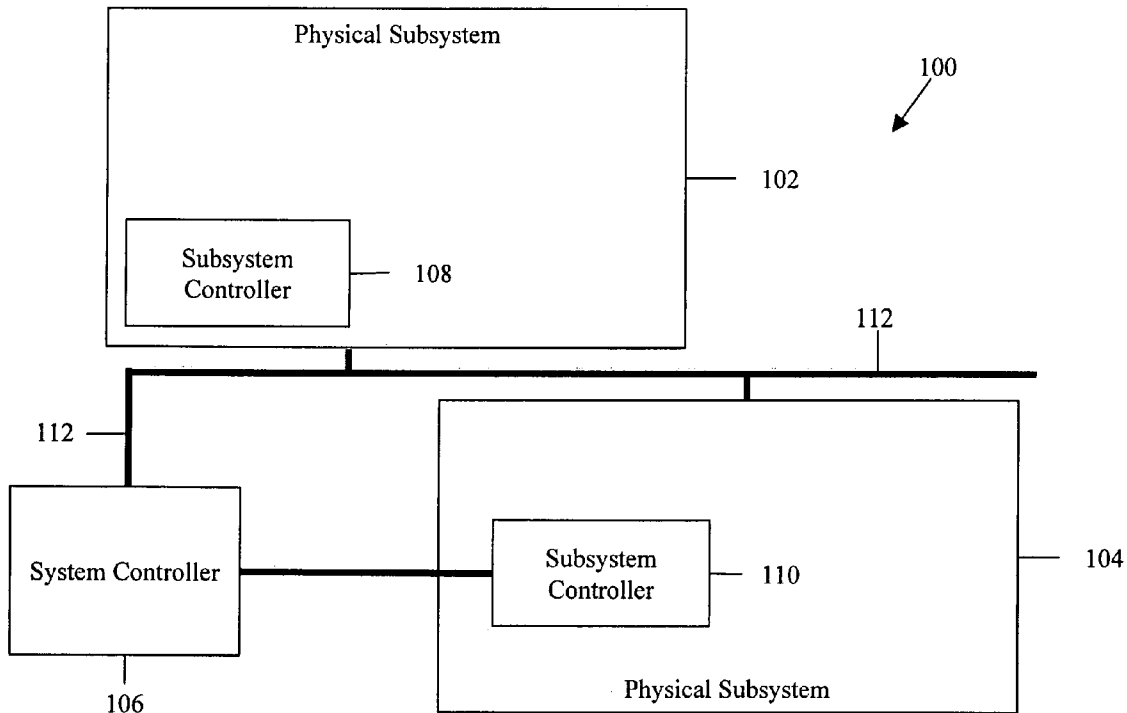 Physical Subsystem
100
102
Subsystem
Controller
108
112
112
System Controller
Subsystem
Controller
110
104
106
Physical Subsystem